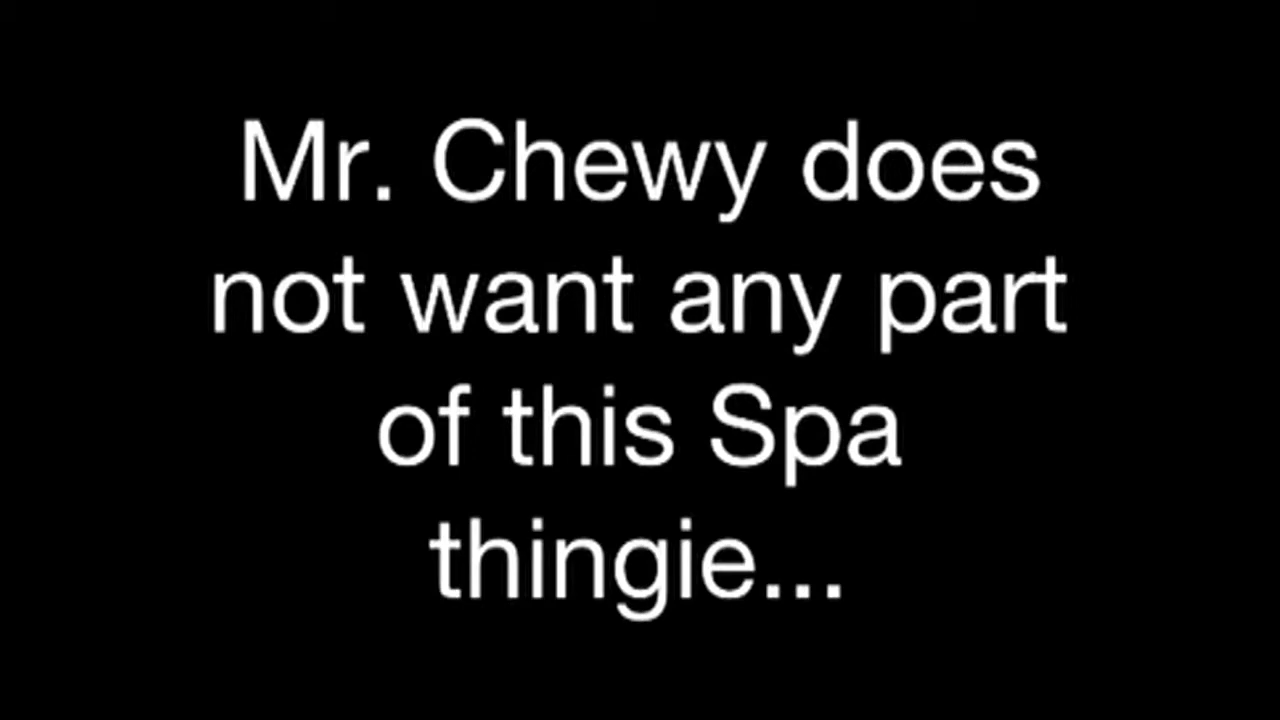 Mr. Chewy does
not want any part
of this Spa
thingie...